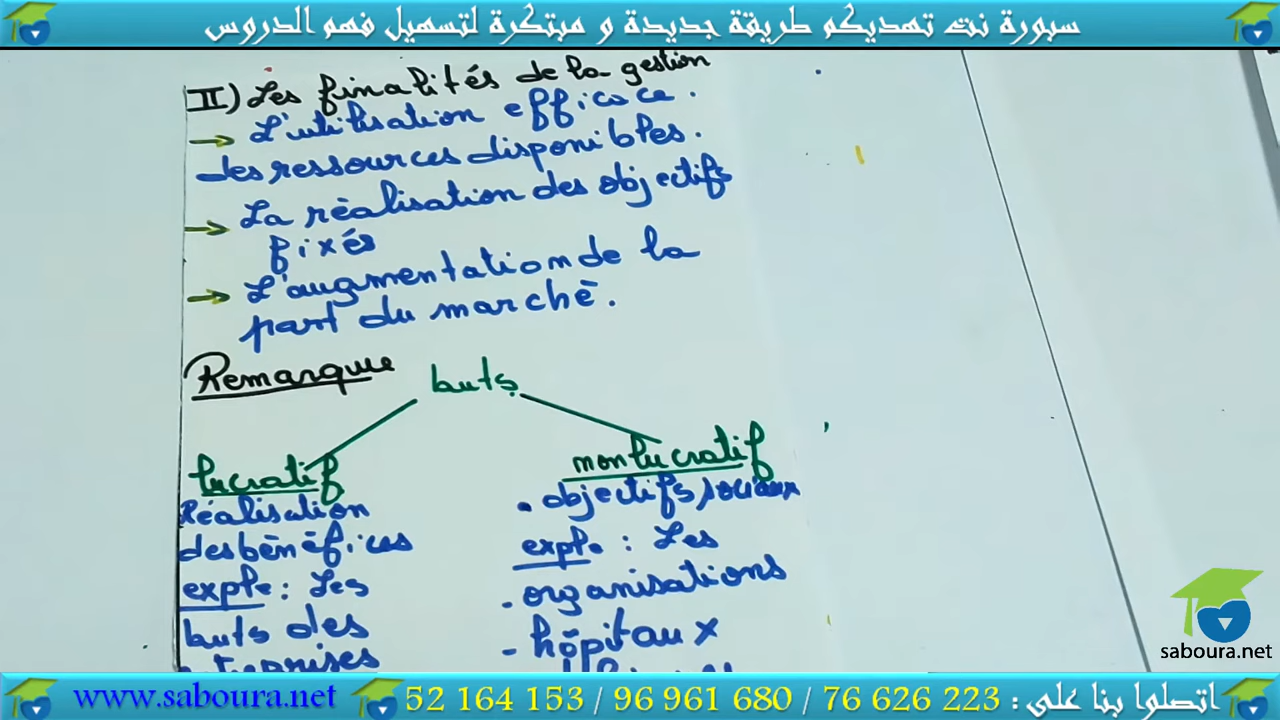 سبورة نت تهديكم طريقة جديدة و مبتكرة لتسهيل فهم الدروس
II) Les finalités de la gestion
→ L'utilisation efficace.
des ressources disponibles.
→ La réalisation des objectifs
fixés
→ L'augmentation de la
part du marché.
Remarque
buts
lucratif
non lucratif
Réalisation
des bénéfices
exple : Les
buts des
. objectifs sociaux
exple. : Les
. organisations
- hôpitaux
saboura.net
www.saboura.net
اتصلوا بنا على : 52 164 153 / 96 961 680 / 76 626 223